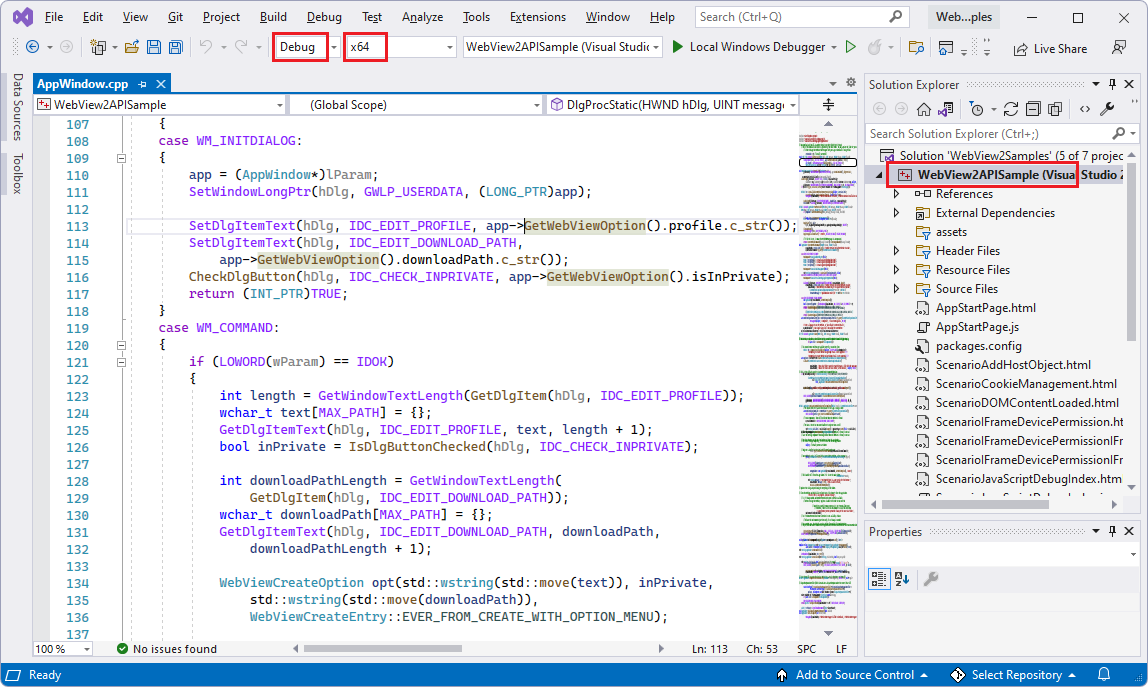 File Edit View Git Project Build Debug Test Analyze Tools Extensions Window Help Search (Ctrl+Q) Web...ples
Debug x64 WebView2APISample (Visual Studio Local Windows Debugger Live Share
Data Sources
Toolbox
AppWindow.cpp
WebView2APISample (Global Scope) DlgProcStatic(HWND hDlg, UINT message
107 {
108 case WM_INITDIALOG:
109 {
110 app = (AppWindow*)lParam;
111 SetWindowLongPtr(hDlg, GWLP_USERDATA, (LONG_PTR)app);
112
113 SetDlgItemText(hDlg, IDC_EDIT_PROFILE, app->GetWebViewOption().profile.c_str());
114 SetDlgItemText(hDlg, IDC_EDIT_DOWNLOAD_PATH,
115 app->GetWebViewOption().downloadPath.c_str());
116 CheckDlgButton(hDlg, IDC_CHECK_INPRIVATE, app->GetWebViewOption().isInPrivate);
117 return (INT_PTR)TRUE;
118 }
119 case WM_COMMAND:
120 {
121 if (LOWORD(wParam) == IDOK)
122 {
123 int length = GetWindowTextLength(GetDlgItem(hDlg, IDC_EDIT_PROFILE));
124 wchar_t text[MAX_PATH] = {};
125 GetDlgItemText(hDlg, IDC_EDIT_PROFILE, text, length + 1);
126 bool inPrivate = IsDlgButtonChecked(hDlg, IDC_CHECK_INPRIVATE);
127
128 int downloadPathLength = GetWindowTextLength(
129 GetDlgItem(hDlg, IDC_EDIT_DOWNLOAD_PATH));
130 wchar_t downloadPath[MAX_PATH] = {};
131 GetDlgItemText(hDlg, IDC_EDIT_DOWNLOAD_PATH, downloadPath,
132 downloadPathLength + 1);
133
134 WebViewCreateOption opt(std::wstring(std::move(text)), inPrivate,
135 std::wstring(std::move(downloadPath)),
136 WebViewCreateEntry::EVER_FROM_CREATE_WITH_OPTION_MENU);
137
100 % No issues found Ln: 113 Ch: 53 SPC LF
Solution Explorer
Search Solution Explorer (Ctrl+;)
Solution 'WebView2Samples' (5 of 7 projec
WebView2APISample (Visual Studio 2
References
External Dependencies
assets
Header Files
Resource Files
Source Files
AppStartPage.html
AppStartPage.js
packages.config
ScenarioAddHostObject.html
ScenarioCookieManagement.html
ScenarioDOMContentLoaded.html
ScenarioIFrameDevicePermission.ht
ScenarioIFrameDevicePermissionIFr
ScenarioIFrameDevicePermissionIFr
ScenarioJavaScriptDebugIndex.htm
Properties
Ready Add to Source Control Select Repository